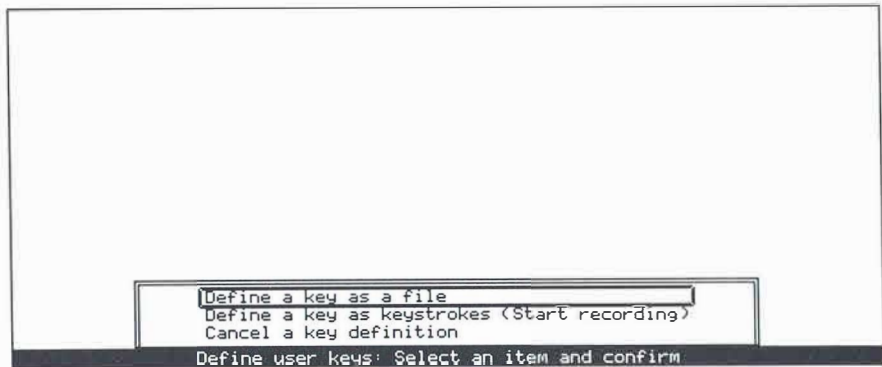 Define a key as a file
Define a key as keystrokes (Start recording)
Cancel a key definition
Define user keys: Select an item and confirm